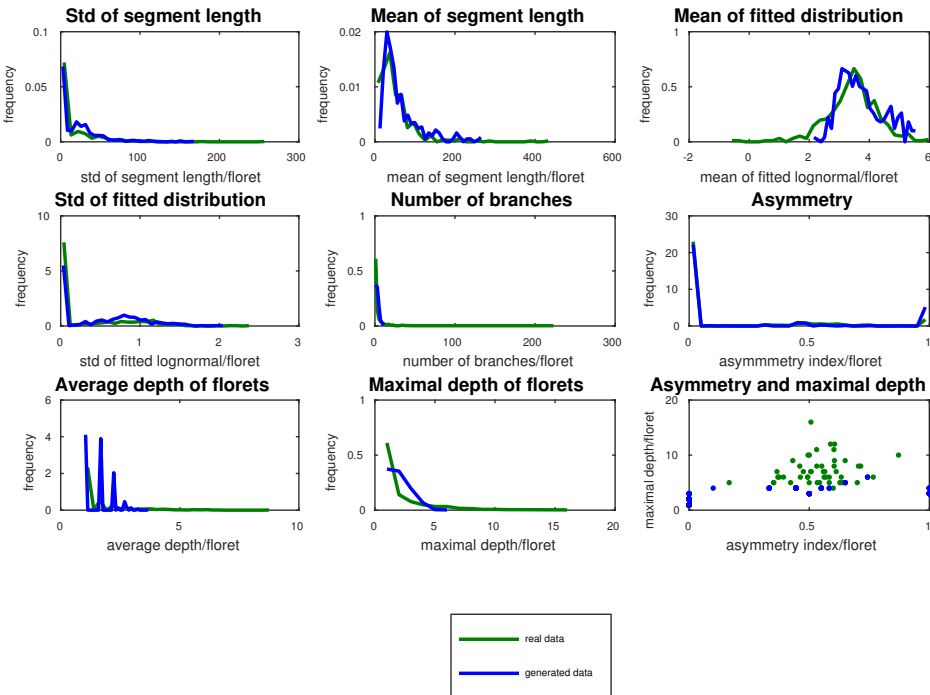 Std of segment length
Mean of segment length
Mean of fitted distribution
0.1
0.05
0
frequency
0 100 200 300
std of segment length/floret
0.02
0.01
0
frequency
0 200 400 600
mean of segment length/floret
1
0.5
0
frequency
-2 0 2 4 6
mean of fitted lognormal/floret
Std of fitted distribution
Number of branches
Asymmetry
10
5
0
frequency
0 1 2 3
std of fitted lognormal/floret
1
0.5
0
frequency
0 100 200 300
number of branches/floret
30
20
10
0
frequency
0 0.5 1
asymmmetry index/floret
Average depth of florets
Maximal depth of florets
Asymmetry and maximal depth
6
4
2
0
frequency
0 5 10
average depth/floret
1
0.5
0
frequency
0 5 10 15 20
maximal depth/floret
20
10
0
maximal depth/floret
0 0.5 1
asymmetry index/floret
real data
generated data